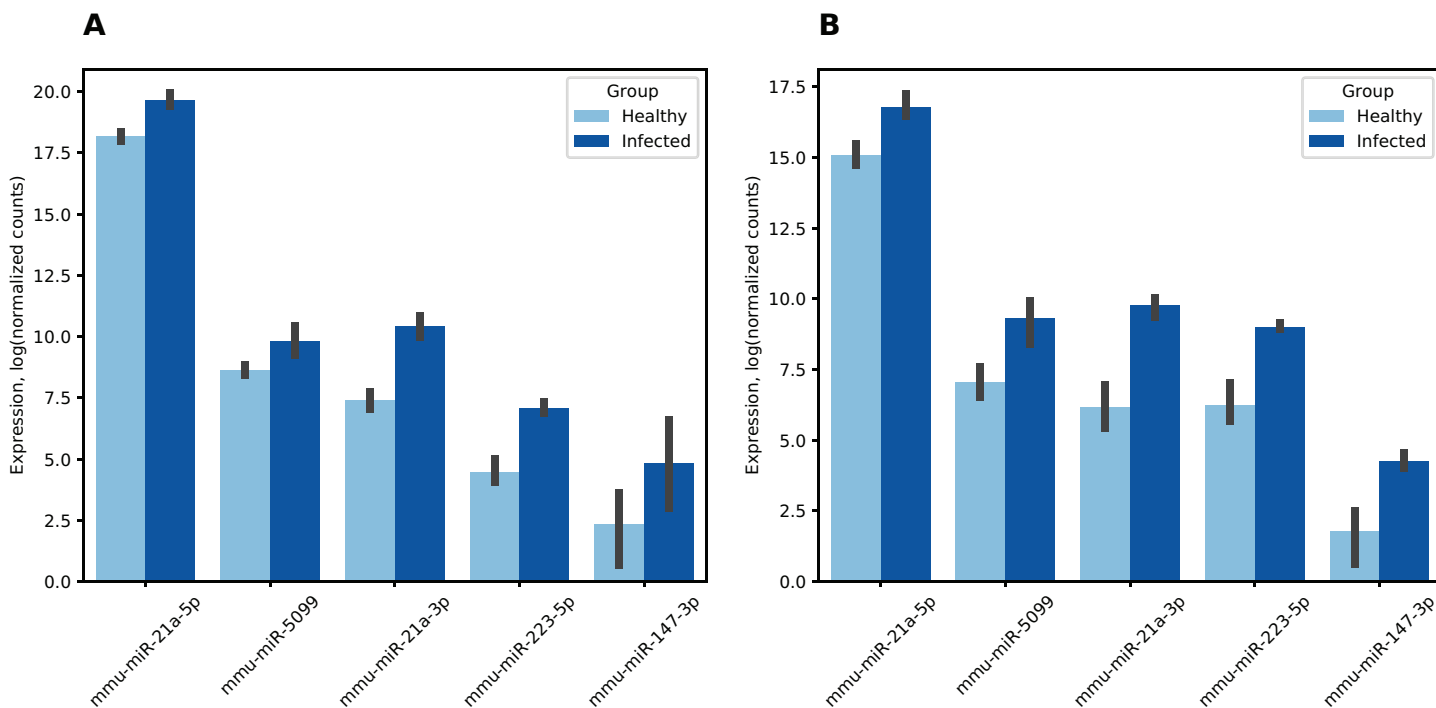 A
Expression, log(normalized counts)
20.0
17.5
15.0
12.5
10.0
7.5
5.0
2.5
0.0
Group
Healthy
Infected
mmu-miR-21a-5p
mmu-miR-5099
mmu-miR-21a-3p
mmu-miR-223-5p
mmu-miR-147-3p
B
Expression, log(normalized counts)
17.5
15.0
12.5
10.0
7.5
5.0
2.5
0.0
Group
Healthy
Infected
mmu-miR-21a-5p
mmu-miR-5099
mmu-miR-21a-3p
mmu-miR-223-5p
mmu-miR-147-3p